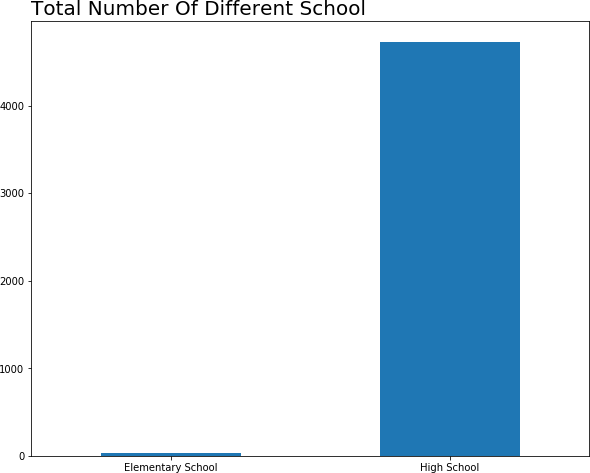 Total Number Of Different School
4000
3000
2000
1000
0
Elementary School
High School